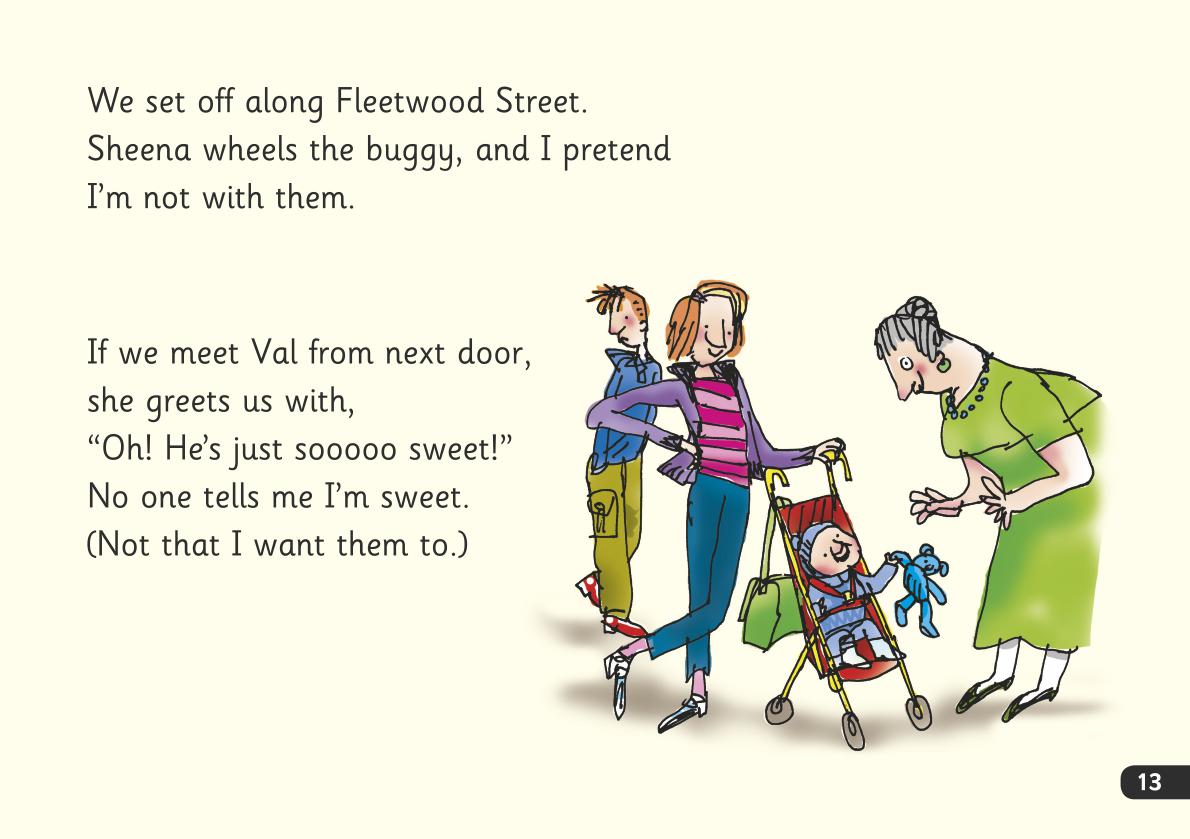 We set off along Fleetwood Street.
Sheena wheels the buggy, and I pretend
I’m not with them.
If we meet Val from next door,
she greets us with,
“Oh! He’s just sooooo sweet!”
No one tells me I’m sweet.
(Not that I want them to.)
13